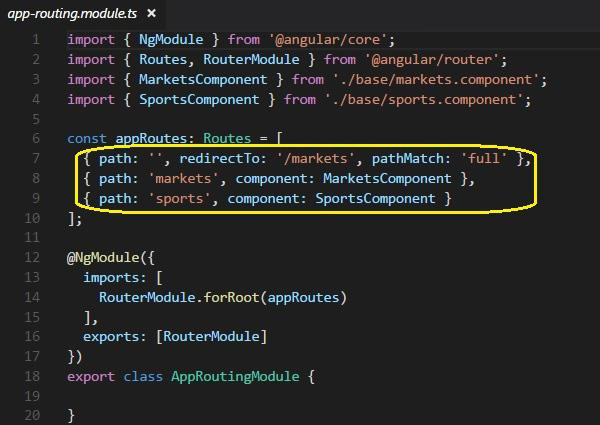 app-routing.module.ts ×
1 import { NgModule } from '@angular/core';
2 import { Routes, RouterModule } from '@angular/router';
3 import { MarketsComponent } from './base/markets.component';
4 import { SportsComponent } from './base/sports.component';
5
6 const appRoutes: Routes = [
7   { path: '', redirectTo: '/markets', pathMatch: 'full' },
8   { path: 'markets', component: MarketsComponent },
9   { path: 'sports', component: SportsComponent }
10 ];
11
12 @NgModule({
13   imports: [
14     RouterModule.forRoot(appRoutes)
15   ],
16   exports: [RouterModule]
17 })
18 export class AppRoutingModule {
19
20 }